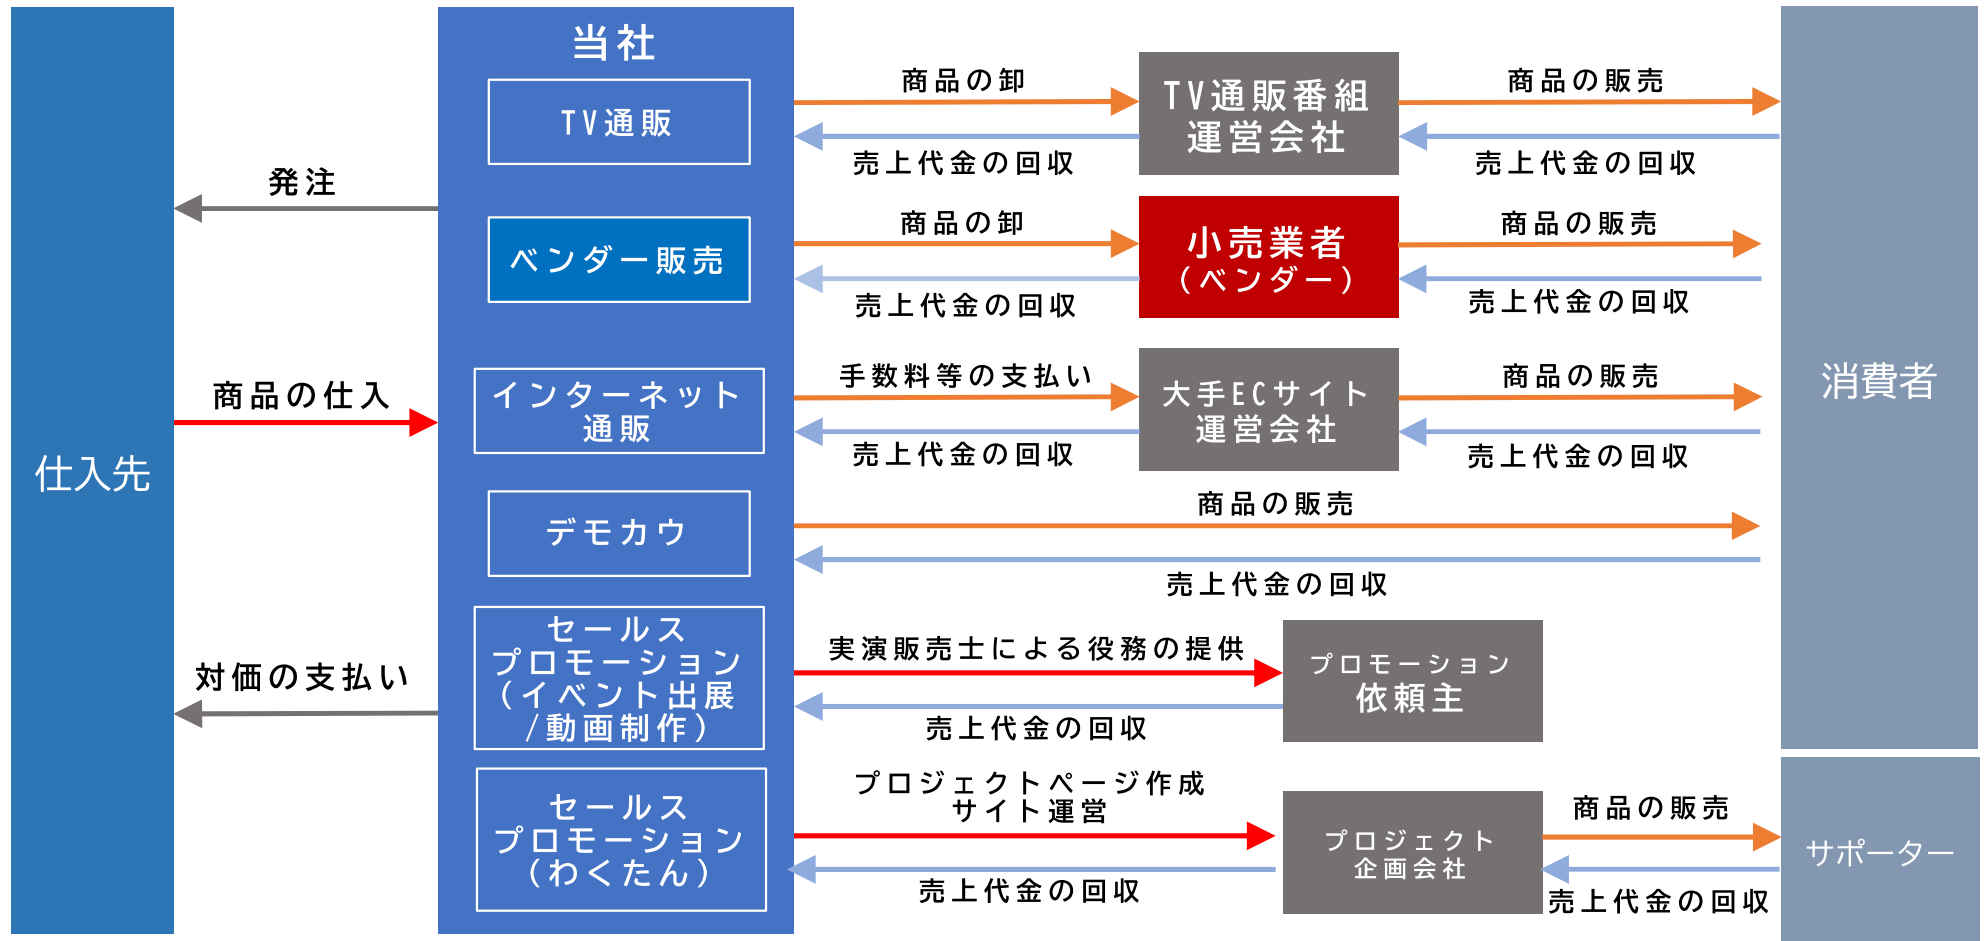 仕入先
発注
商品の仕入
対価の支払い
当社
TV通販
商品の卸
売上代金の回収
TV通販番組
運営会社
商品の販売
売上代金の回収
ベンダー販売
商品の卸
売上代金の回収
小売業者
(ベンダー)
商品の販売
売上代金の回収
インターネット
通販
手数料等の支払い
売上代金の回収
大手ECサイト
運営会社
商品の販売
売上代金の回収
デモカウ
商品の販売
売上代金の回収
セールス
プロモーション
(イベント出展
/動画制作)
実演販売士による役務の提供
売上代金の回収
プロモーション
依頼主
セールス
プロモーション
(わくたん)
プロジェクトページ作成
サイト運営
売上代金の回収
プロジェクト
企画会社
商品の販売
売上代金の回収
消費者
サポーター